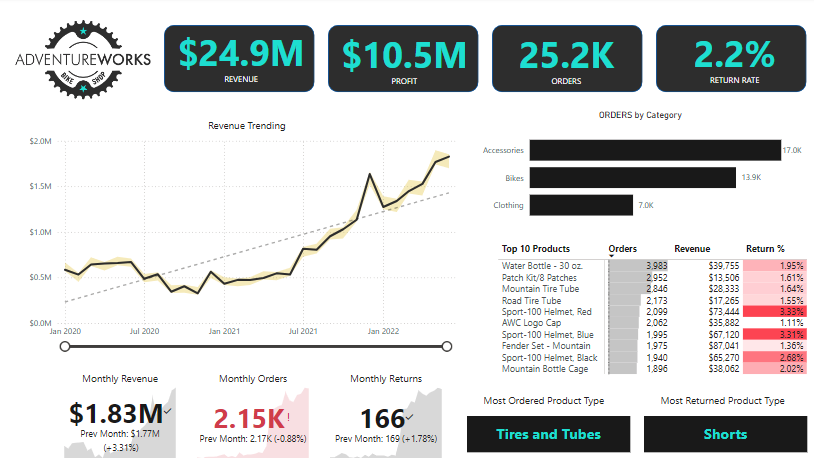 ADVENTUREWORKS
BIKE SHOP
$24.9M
REVENUE
$10.5M
PROFIT
25.2K
ORDERS
2.2%
RETURN RATE
Revenue Trending
$2.0M
$1.5M
$1.0M
$0.5M
$0.0M
Jan 2020 Jul 2020 Jan 2021 Jul 2021 Jan 2022
ORDERS by Category
Accessories 17.0K
Bikes 13.9K
Clothing 7.0K
Top 10 Products Orders Revenue Return %
Water Bottle - 30 oz. 3,983 $39,755 1.95%
Patch Kit/8 Patches 2,952 $13,506 1.61%
Mountain Tire Tube 2,846 $28,333 1.64%
Road Tire Tube 2,173 $17,265 1.55%
Sport-100 Helmet, Red 2,099 $73,444 3.33%
AWC Logo Cap 2,062 $35,882 1.11%
Sport-100 Helmet, Blue 1,995 $67,120 3.31%
Fender Set - Mountain 1,975 $87,041 1.36%
Sport-100 Helmet, Black 1,940 $65,270 2.68%
Mountain Bottle Cage 1,896 $38,062 2.02%
Monthly Revenue
$1.83M
Prev Month: $1.77M
(+3.31%)
Monthly Orders
2.15K!
Prev Month: 2.17K (-0.88%)
Monthly Returns
166
Prev Month: 169 (+1.78%)
Most Ordered Product Type
Tires and Tubes
Most Returned Product Type
Shorts